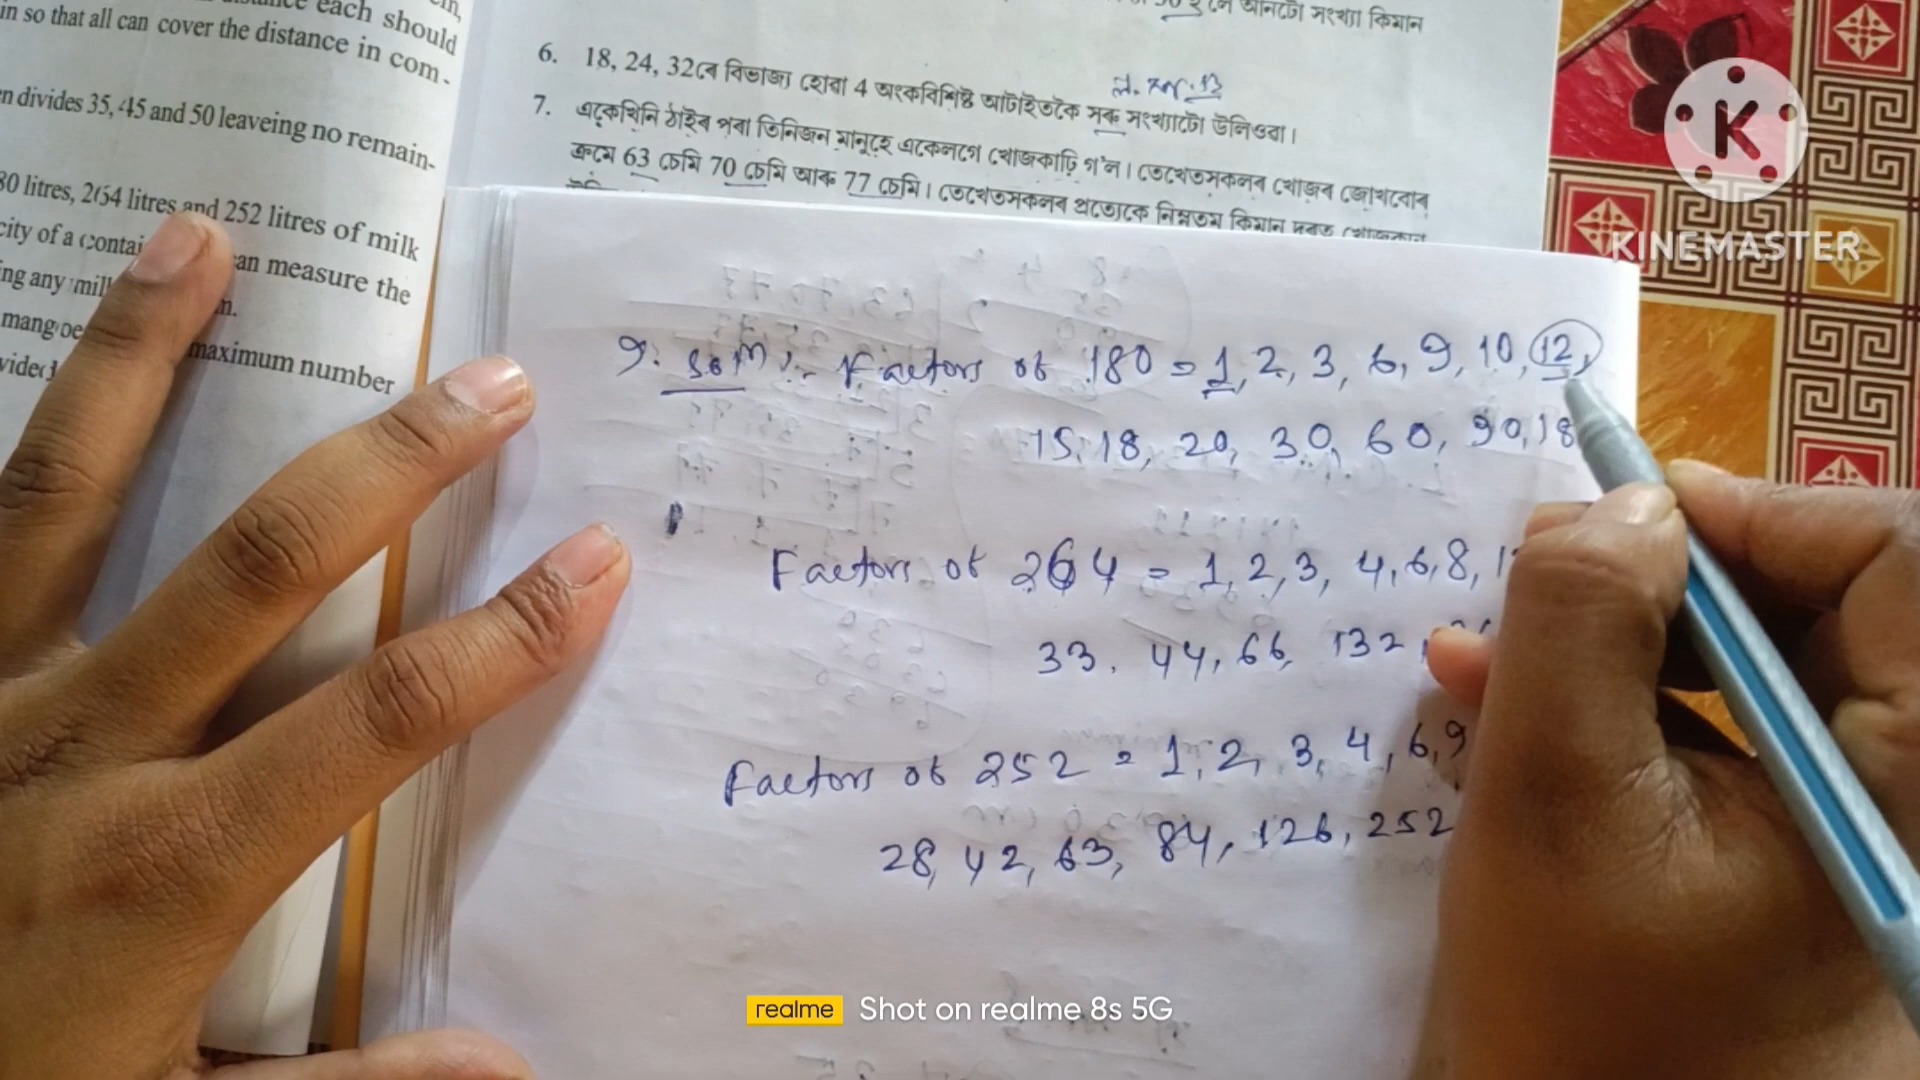 each should
in so that all can cover the distance in com-
en divides 35, 45 and 50 leaveing no remain-
80 litres, 264 litres and 252 litres of milk
can measure the
ing any
maximum number
6. 18, 24, 32ৰে বিভাজ্য হোৱা 4 অংকবিশিষ্ট আটাইতকৈ সৰু সংখ্যাটো উলিওৱা।
7. একেখিনি ঠাইৰ পৰা তিনিজন মানুহে একেলগে খোজকাঢ়ি গ'ল। তেখেতসকলৰ খোজৰ জোখবোৰ
ক্ৰমে 63 চেমি 70 চেমি আৰু 77 চেমি। তেখেতসকলৰ প্ৰত্যেকে নিম্নতম কিমান দূৰত
K
KINEMASTER
9. Soln:- Factors of 180 = 1, 2, 3, 6, 9, 10, 12,
15, 18, 20, 30, 60, 90, 18
Factors of 264 = 1, 2, 3, 4, 6, 8,
33, 44, 66, 132,
Factors of 252 = 1, 2, 3, 4, 6, 9
28, 42, 63, 84, 126, 252
realme Shot on realme 8s 5G